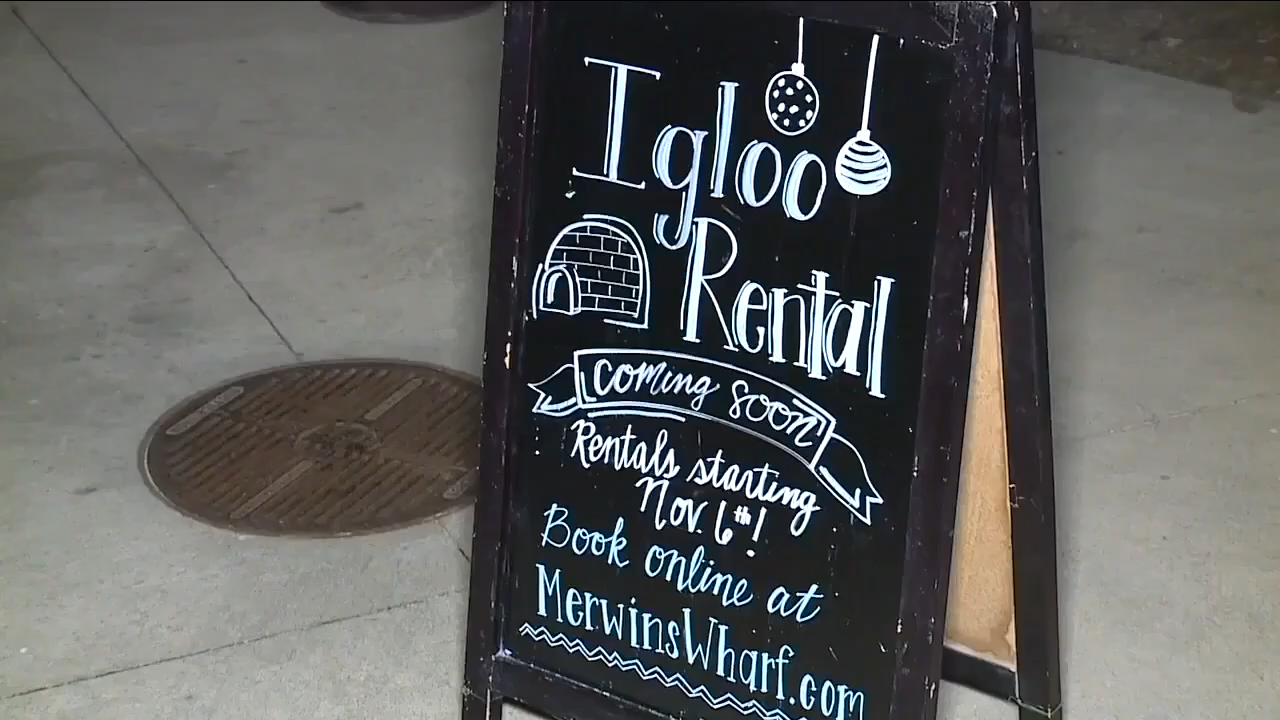 Igloo
Rental
coming soon
Rentals starting
Nov. 6th!
Book online at
MerwinsWharf.com